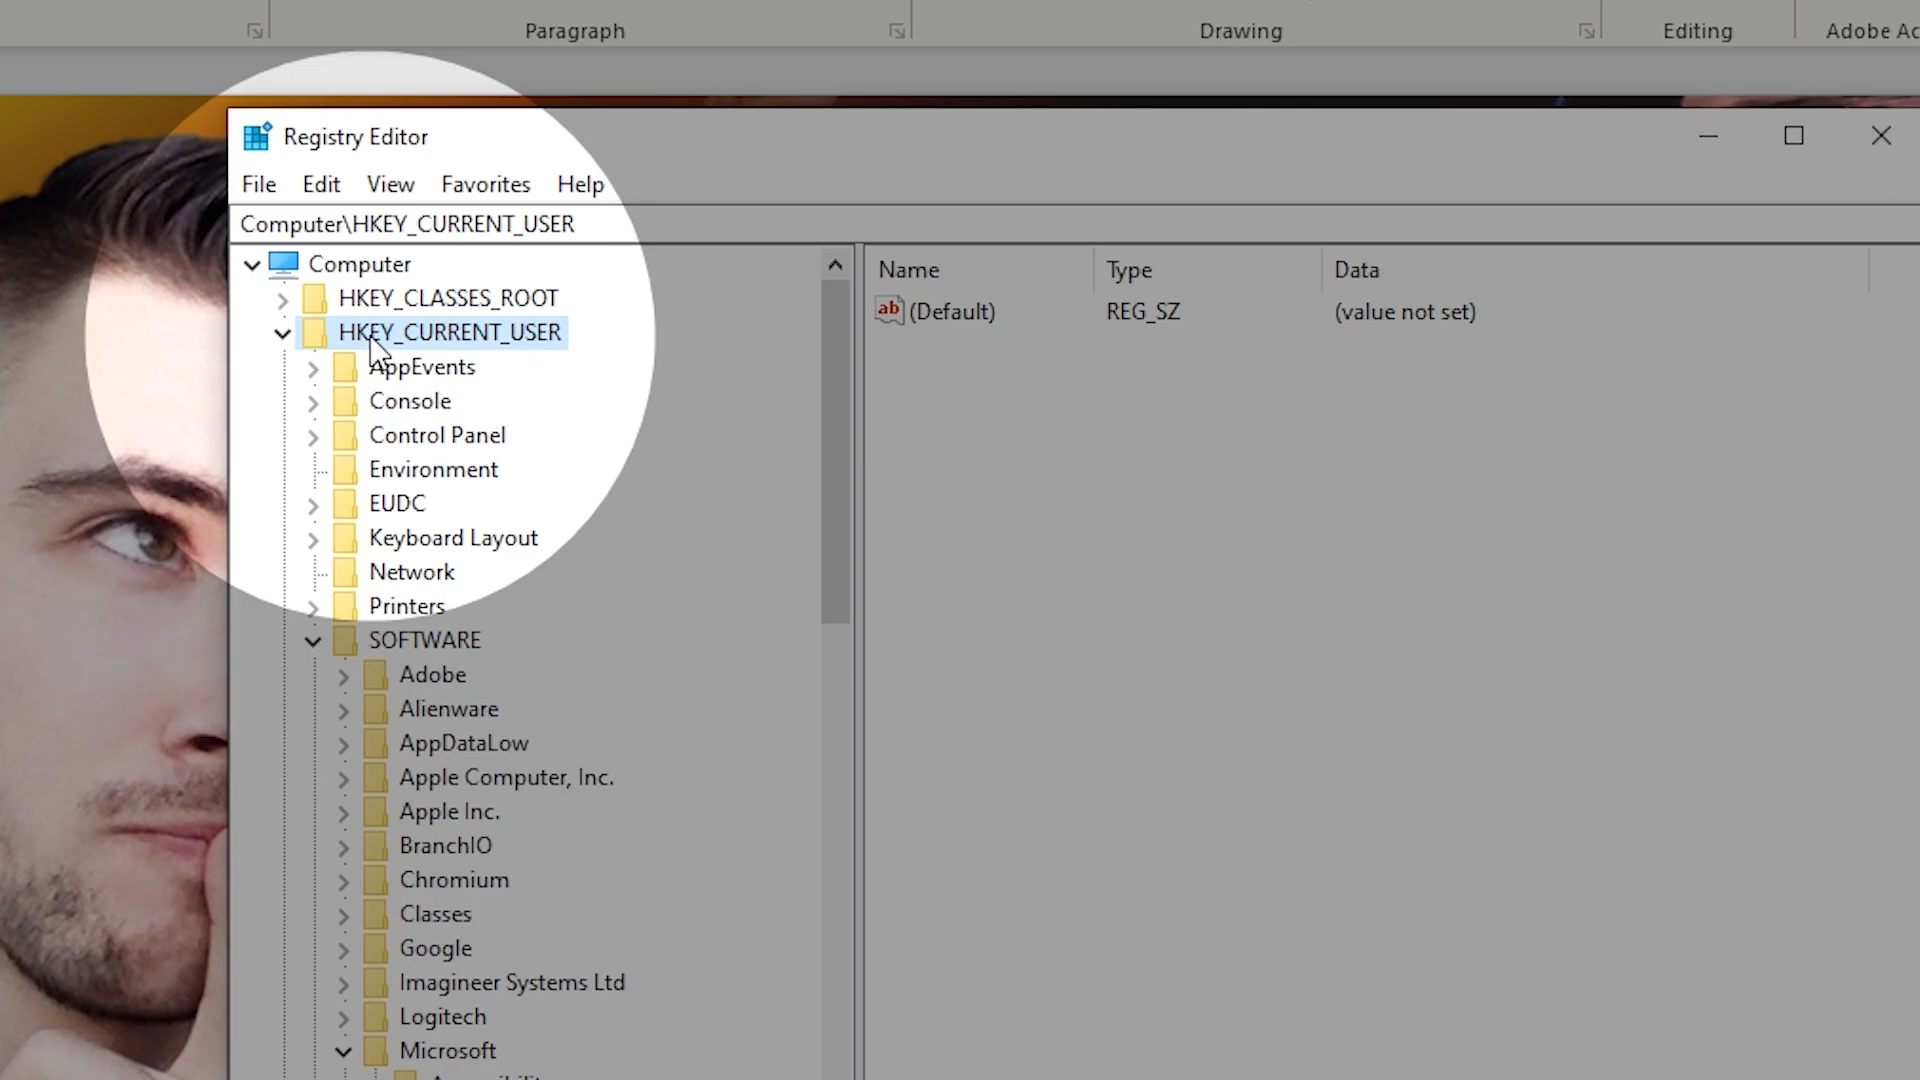 Paragraph
Drawing
Editing
Adobe Ac
Registry Editor
File Edit View Favorites Help
Computer\HKEY_CURRENT_USER
Computer
HKEY_CLASSES_ROOT
HKEY_CURRENT_USER
AppEvents
Console
Control Panel
Environment
EUDC
Keyboard Layout
Network
Printers
SOFTWARE
Adobe
Alienware
AppDataLow
Apple Computer, Inc.
Apple Inc.
BranchIO
Chromium
Classes
Google
Imagineer Systems Ltd
Logitech
Microsoft
Name Type Data
ab (Default) REG_SZ (value not set)